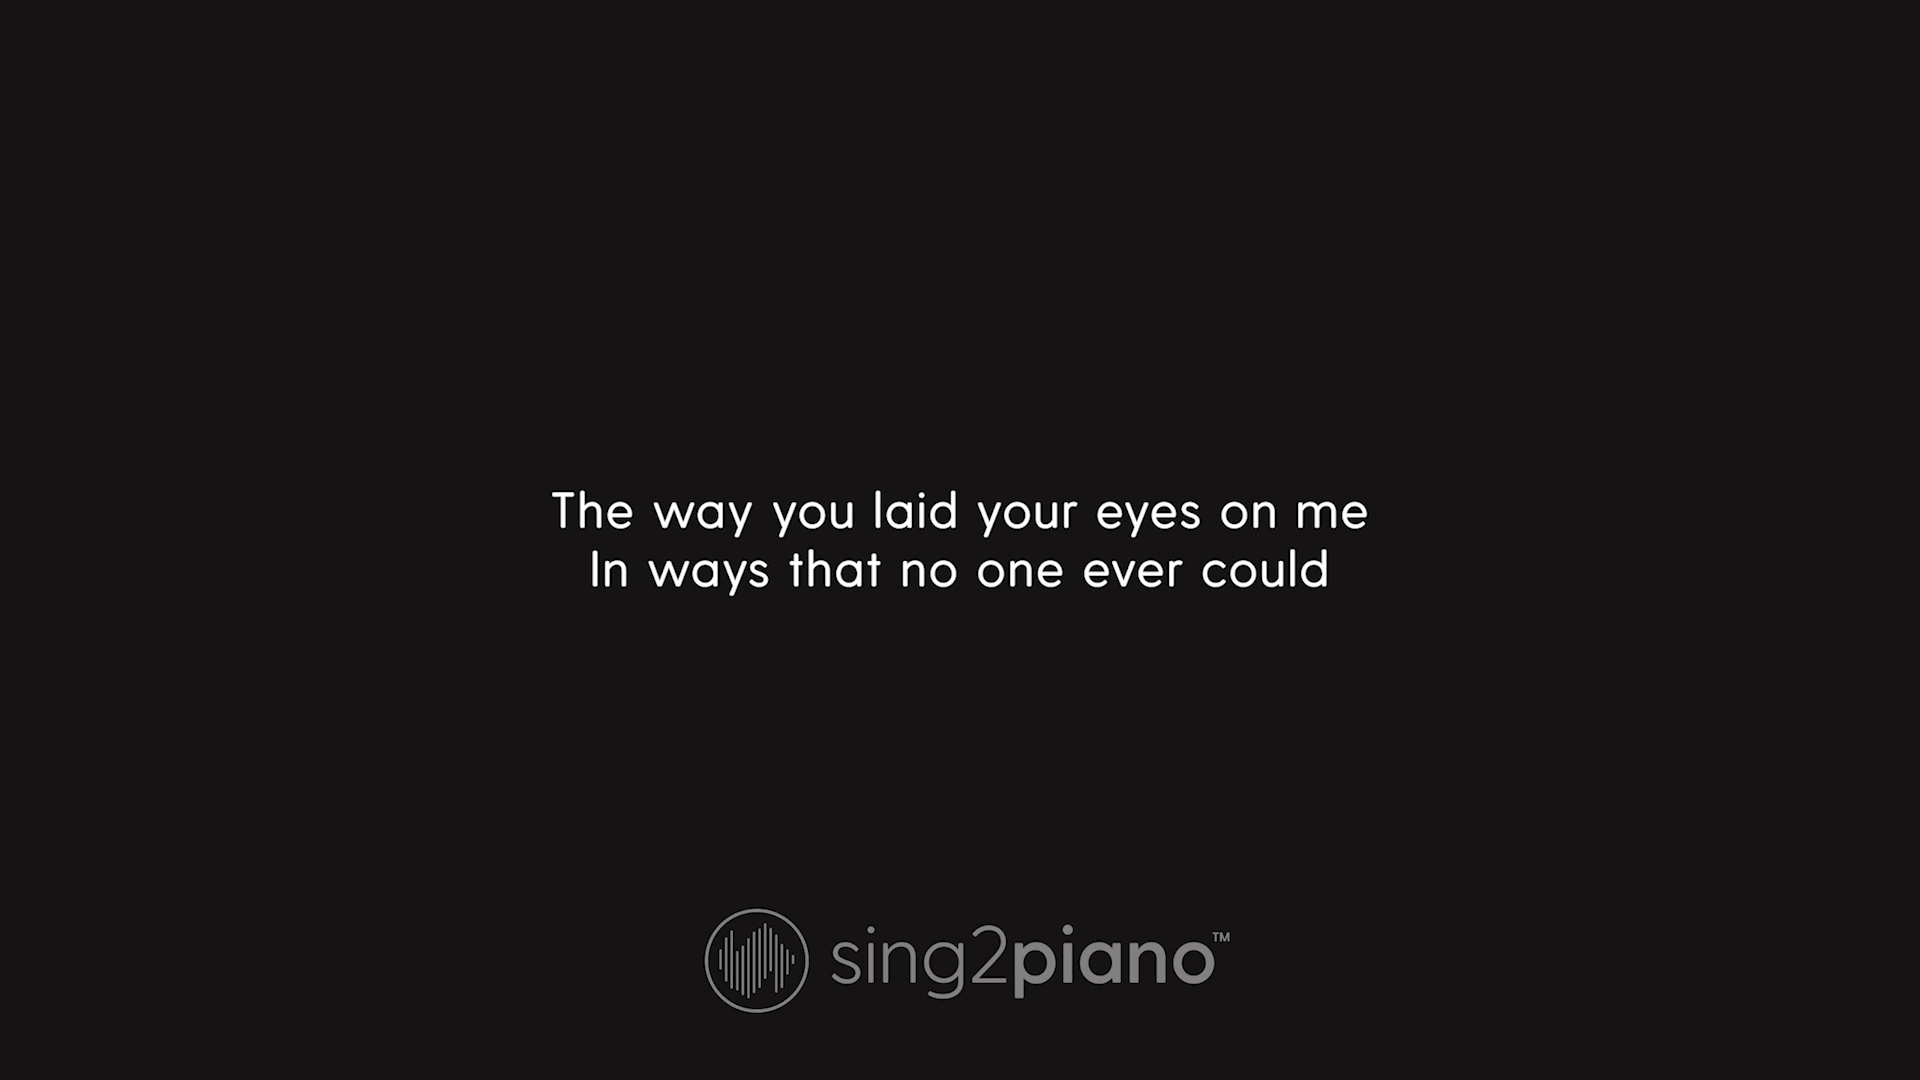 The way you laid your eyes on me
In ways that no one ever could
sing2piano™